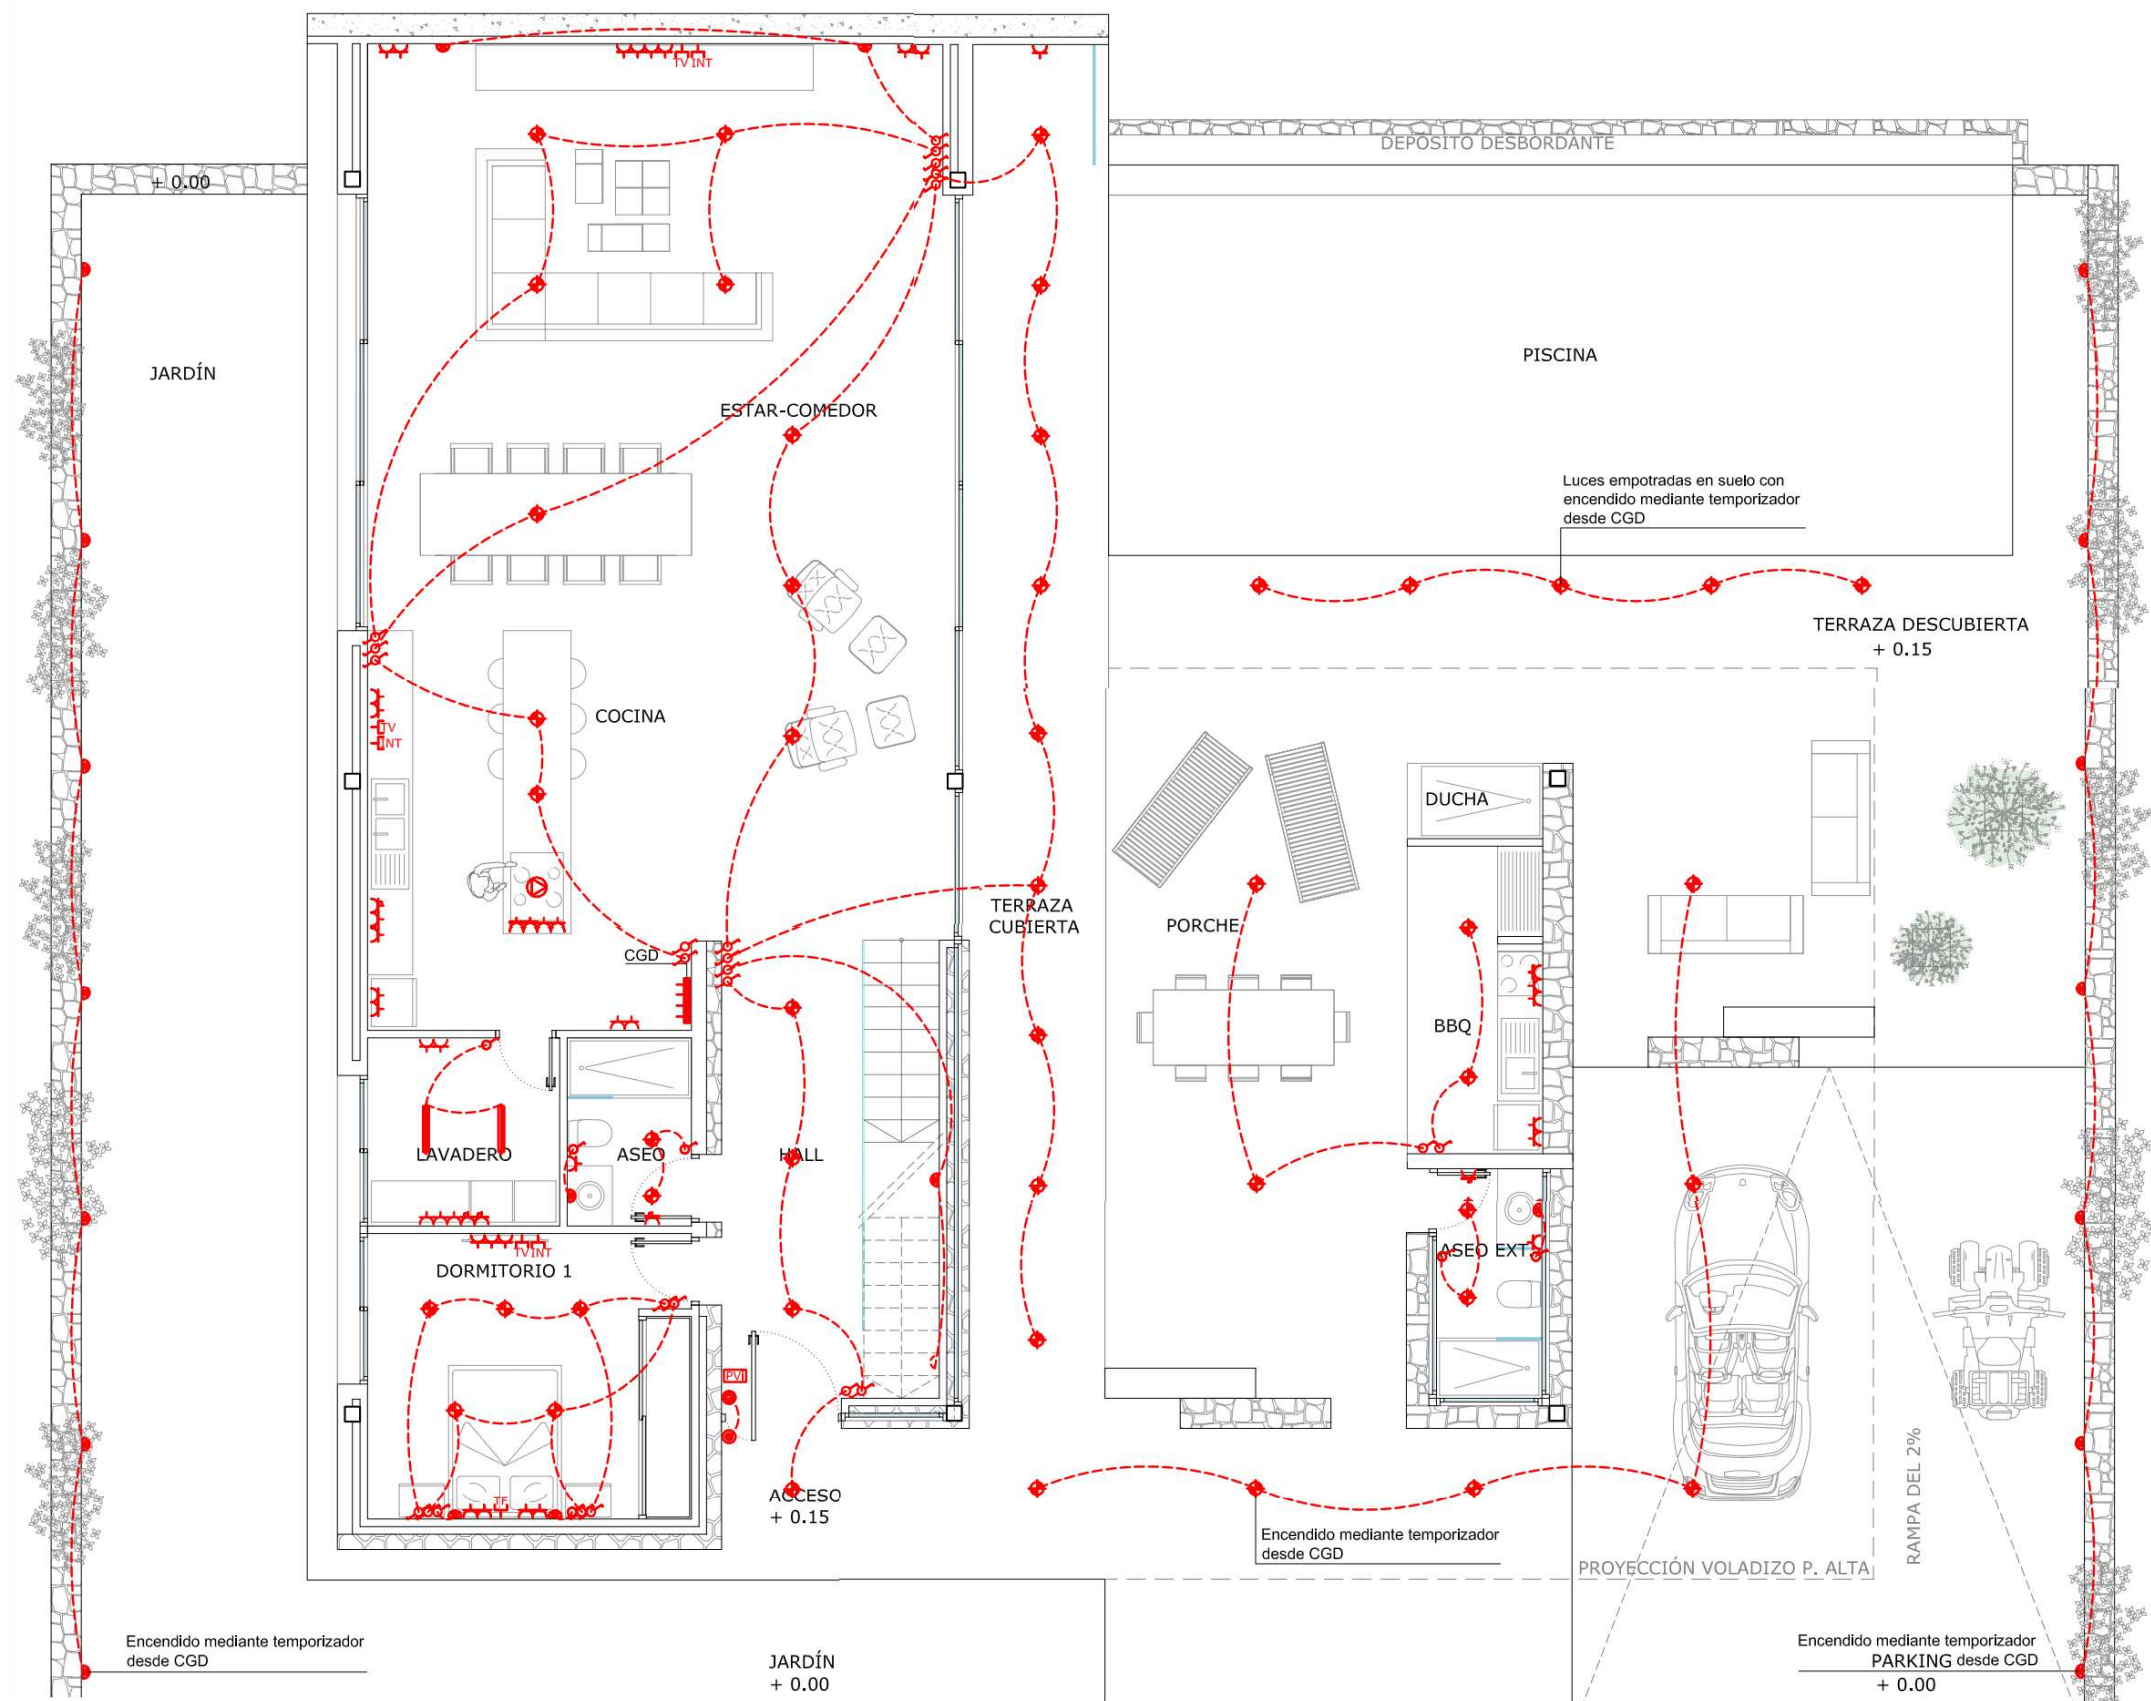 TV INT
DEPÓSITO DESBORDANTE
+ 0.00
JARDÍN
PISCINA
ESTAR-COMEDOR
Luces empotradas en suelo con
encendido mediante temporizador
desde CGD
TERRAZA DESCUBIERTA
+ 0.15
COCINA
TV
INT
DUCHA
TERRAZA
CUBIERTA
PORCHE
CGD
BBQ
LAVADERO
ASEO
HALL
TV INT
ASEO EXT.
DORMITORIO 1
PVI
TF
ACCESO
+ 0.15
RAMPA DEL 2%
Encendido mediante temporizador
desde CGD
PROYECCIÓN VOLADIZO P. ALTA
Encendido mediante temporizador
desde CGD
JARDÍN
+ 0.00
Encendido mediante temporizador
PARKING desde CGD
+ 0.00